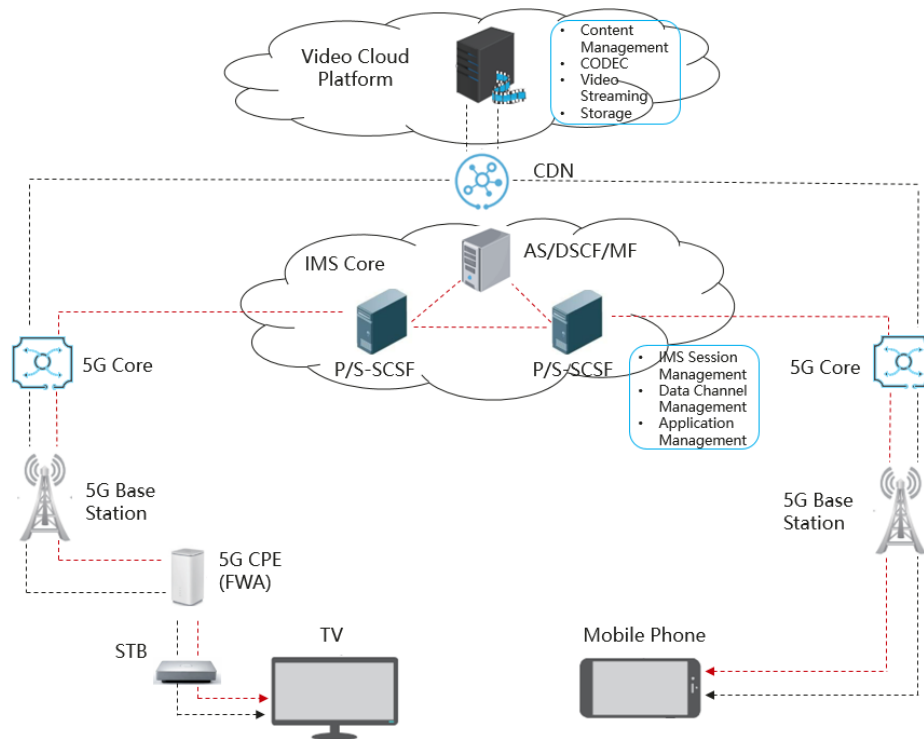 Video Cloud
Platform
• Content
Management
• CODEC
• Video
Streaming
• Storage
CDN
IMS Core
AS/DSCF/MF
P/S-SCSF
P/S-SCSF
5G Core
• IMS Session
Management
• Data Channel
Management
• Application
Management
5G Core
5G Base
Station
5G Base
Station
5G CPE
(FWA)
STB
TV
Mobile Phone